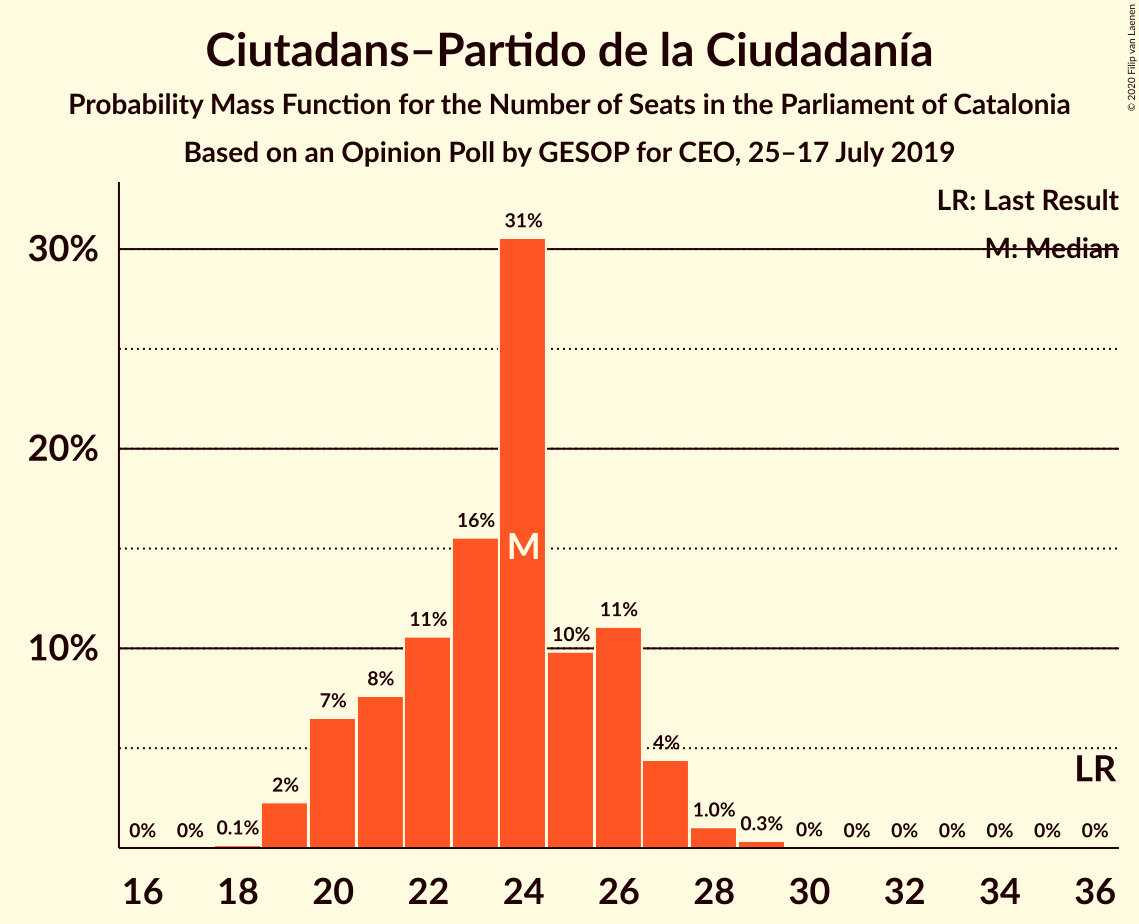 Ciutadans–Partido de la Ciudadanía
Probability Mass Function for the Number of Seats in the Parliament of Catalonia
Based on an Opinion Poll by GESOP for CEO, 25–17 July 2019
© 2020 Filip van Laenen
LR: Last Result
M: Median
30%
20%
10%
0% 0% 0.1% 2% 7% 8% 11% 16% 31% 10% 11% 4% 1.0% 0.3% 0% 0% 0% 0% 0% 0% 0%
M
LR
16 18 20 22 24 26 28 30 32 34 36